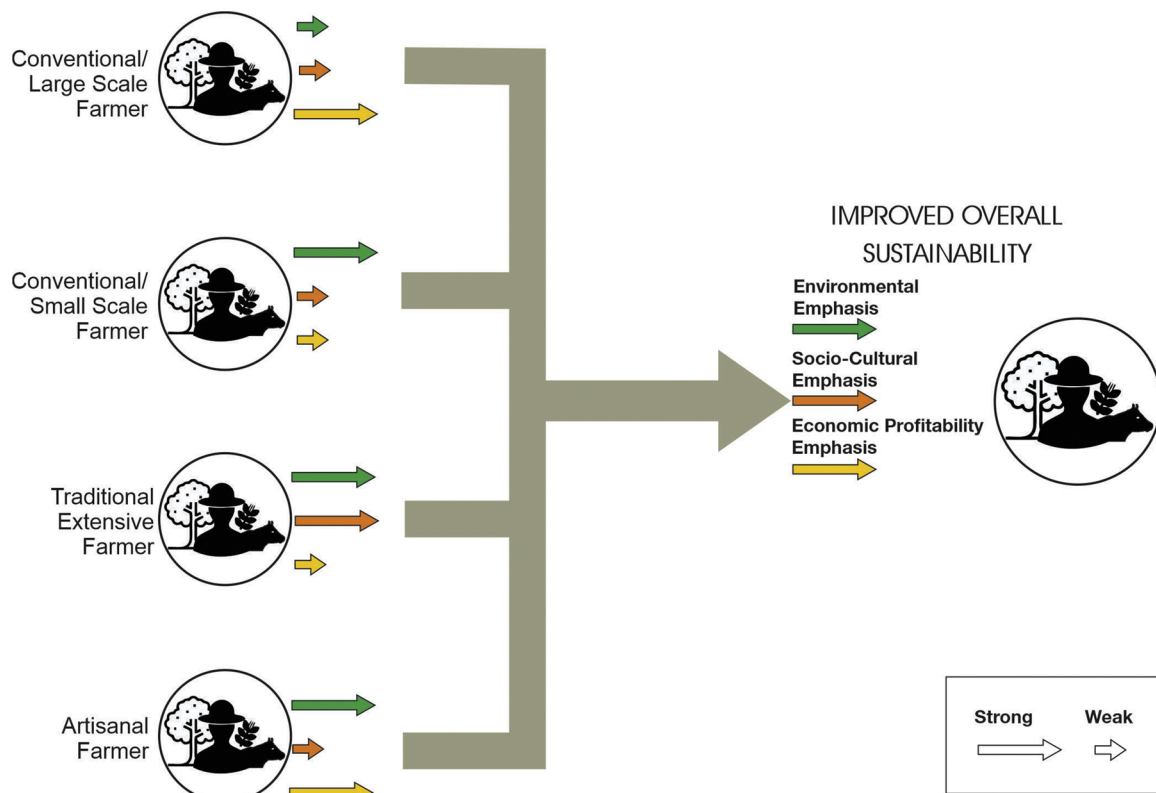 Conventional/
Large Scale
Farmer
Conventional/
Small Scale
Farmer
Traditional
Extensive
Farmer
Artisanal
Farmer
IMPROVED OVERALL
SUSTAINABILITY
Environmental
Emphasis
Socio-Cultural
Emphasis
Economic Profitability
Emphasis
Strong Weak